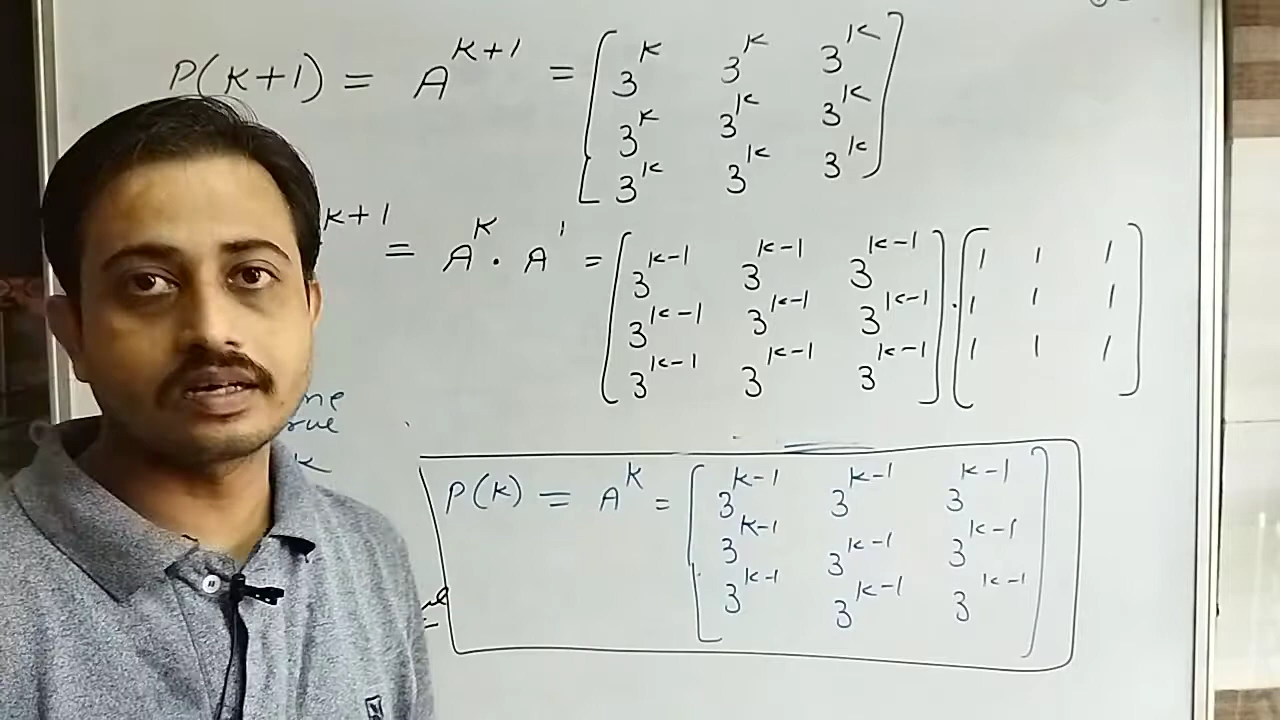 P(K+1) = A^{K+1} = [3^K 3^K 3^K
3^K 3^K 3^K
3^K 3^K 3^K]
K+1 = A^K . A^1 = [3^{K-1} 3^{K-1} 3^{K-1}
3^{K-1} 3^{K-1} 3^{K-1}
3^{K-1} 3^{K-1} 3^{K-1}] . [1 1 1
1 1 1
1 1 1]
K
P(K) = A^K = [3^{K-1} 3^{K-1} 3^{K-1}
3^{K-1} 3^{K-1} 3^{K-1}
3^{K-1} 3^{K-1} 3^{K-1}]